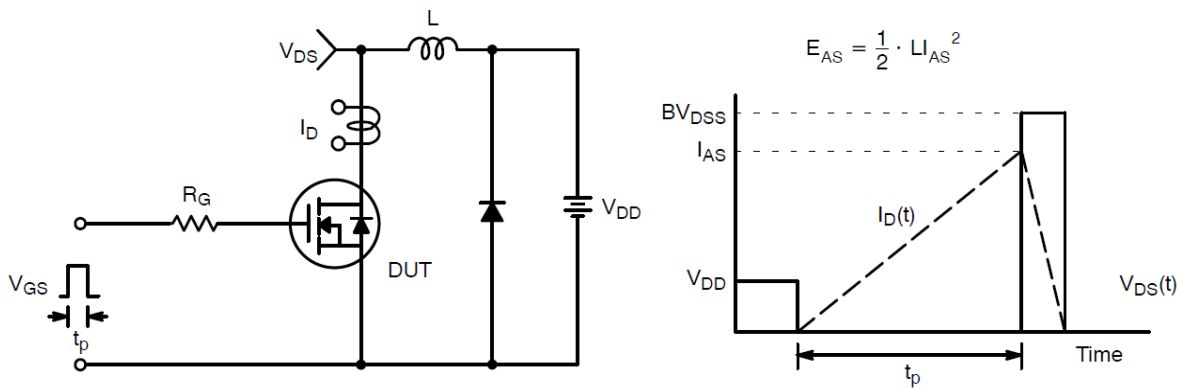 L
V_DS
I_D
R_G
V_DD
DUT
V_GS
t_p
E_AS = 1/2 · LI_AS^2
BV_DSS
I_AS
I_D(t)
V_DD
V_DS(t)
Time
t_p